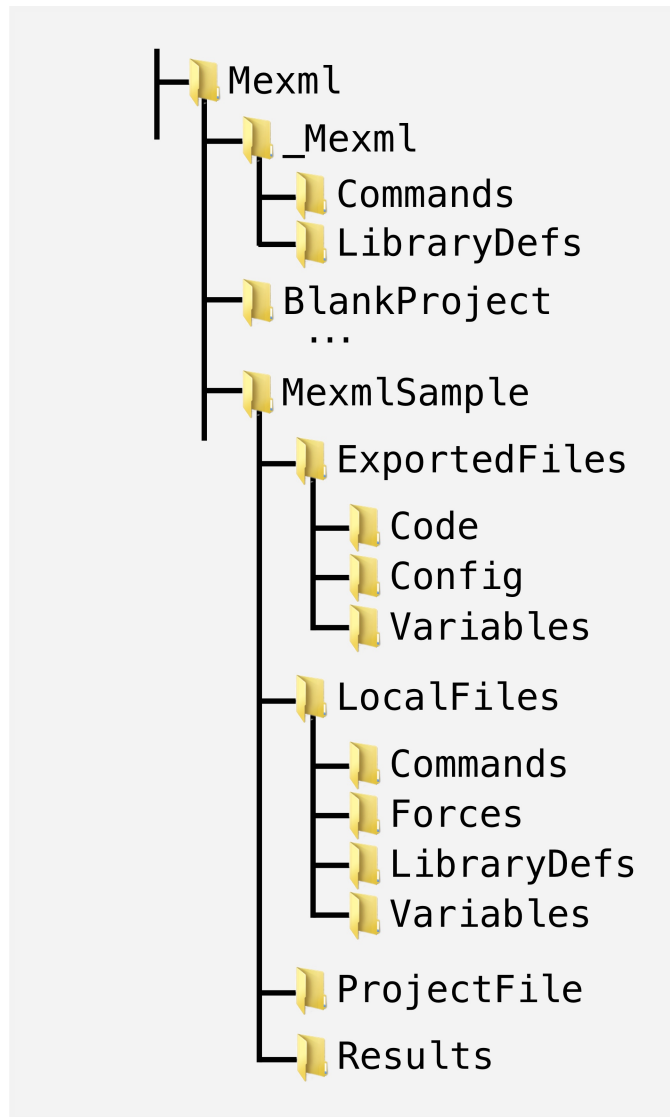 Mexml
_Mexml
Commands
LibraryDefs
BlankProject
...
MexmlSample
ExportedFiles
Code
Config
Variables
LocalFiles
Commands
Forces
LibraryDefs
Variables
ProjectFile
Results